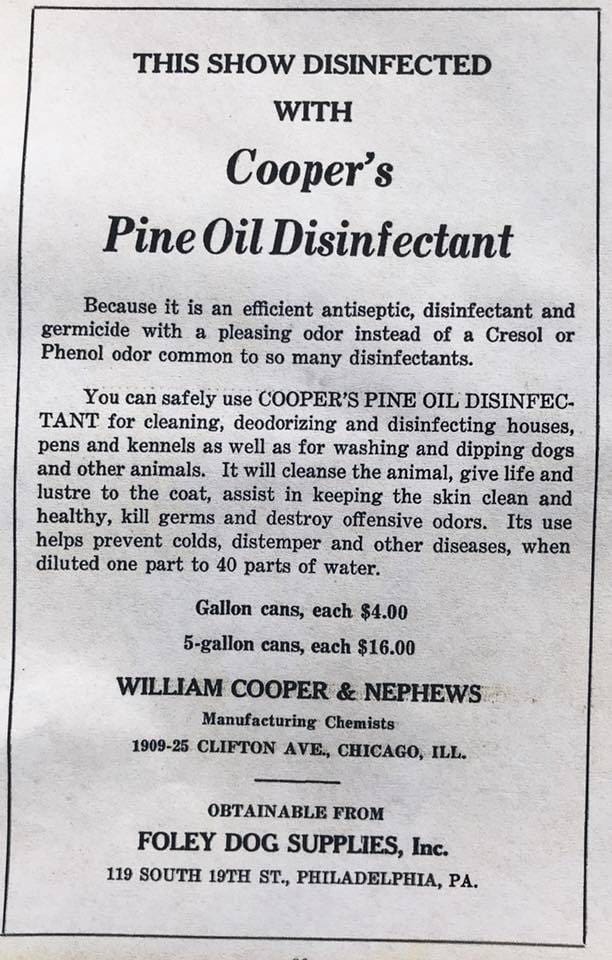 THIS SHOW DISINFECTED
WITH
Cooper's
Pine Oil Disinfectant
Because it is an efficient antiseptic, disinfectant and
germicide with a pleasing odor instead of a Cresol or
Phenol odor common to so many disinfectants.
You can safely use COOPER'S PINE OIL DISINFEC-
TANT for cleaning, deodorizing and disinfecting houses,
pens and kennels as well as for washing and dipping dogs
and other animals. It will cleanse the animal, give life and
lustre to the coat, assist in keeping the skin clean and
healthy, kill germs and destroy offensive odors. Its use
helps prevent colds, distemper and other diseases, when
diluted one part to 40 parts of water.
Gallon cans, each $4.00
5-gallon cans, each $16.00
WILLIAM COOPER & NEPHEWS
Manufacturing Chemists
1909-25 CLIFTON AVE., CHICAGO, ILL.
OBTAINABLE FROM
FOLEY DOG SUPPLIES, Inc.
119 SOUTH 19TH ST., PHILADELPHIA, PA.